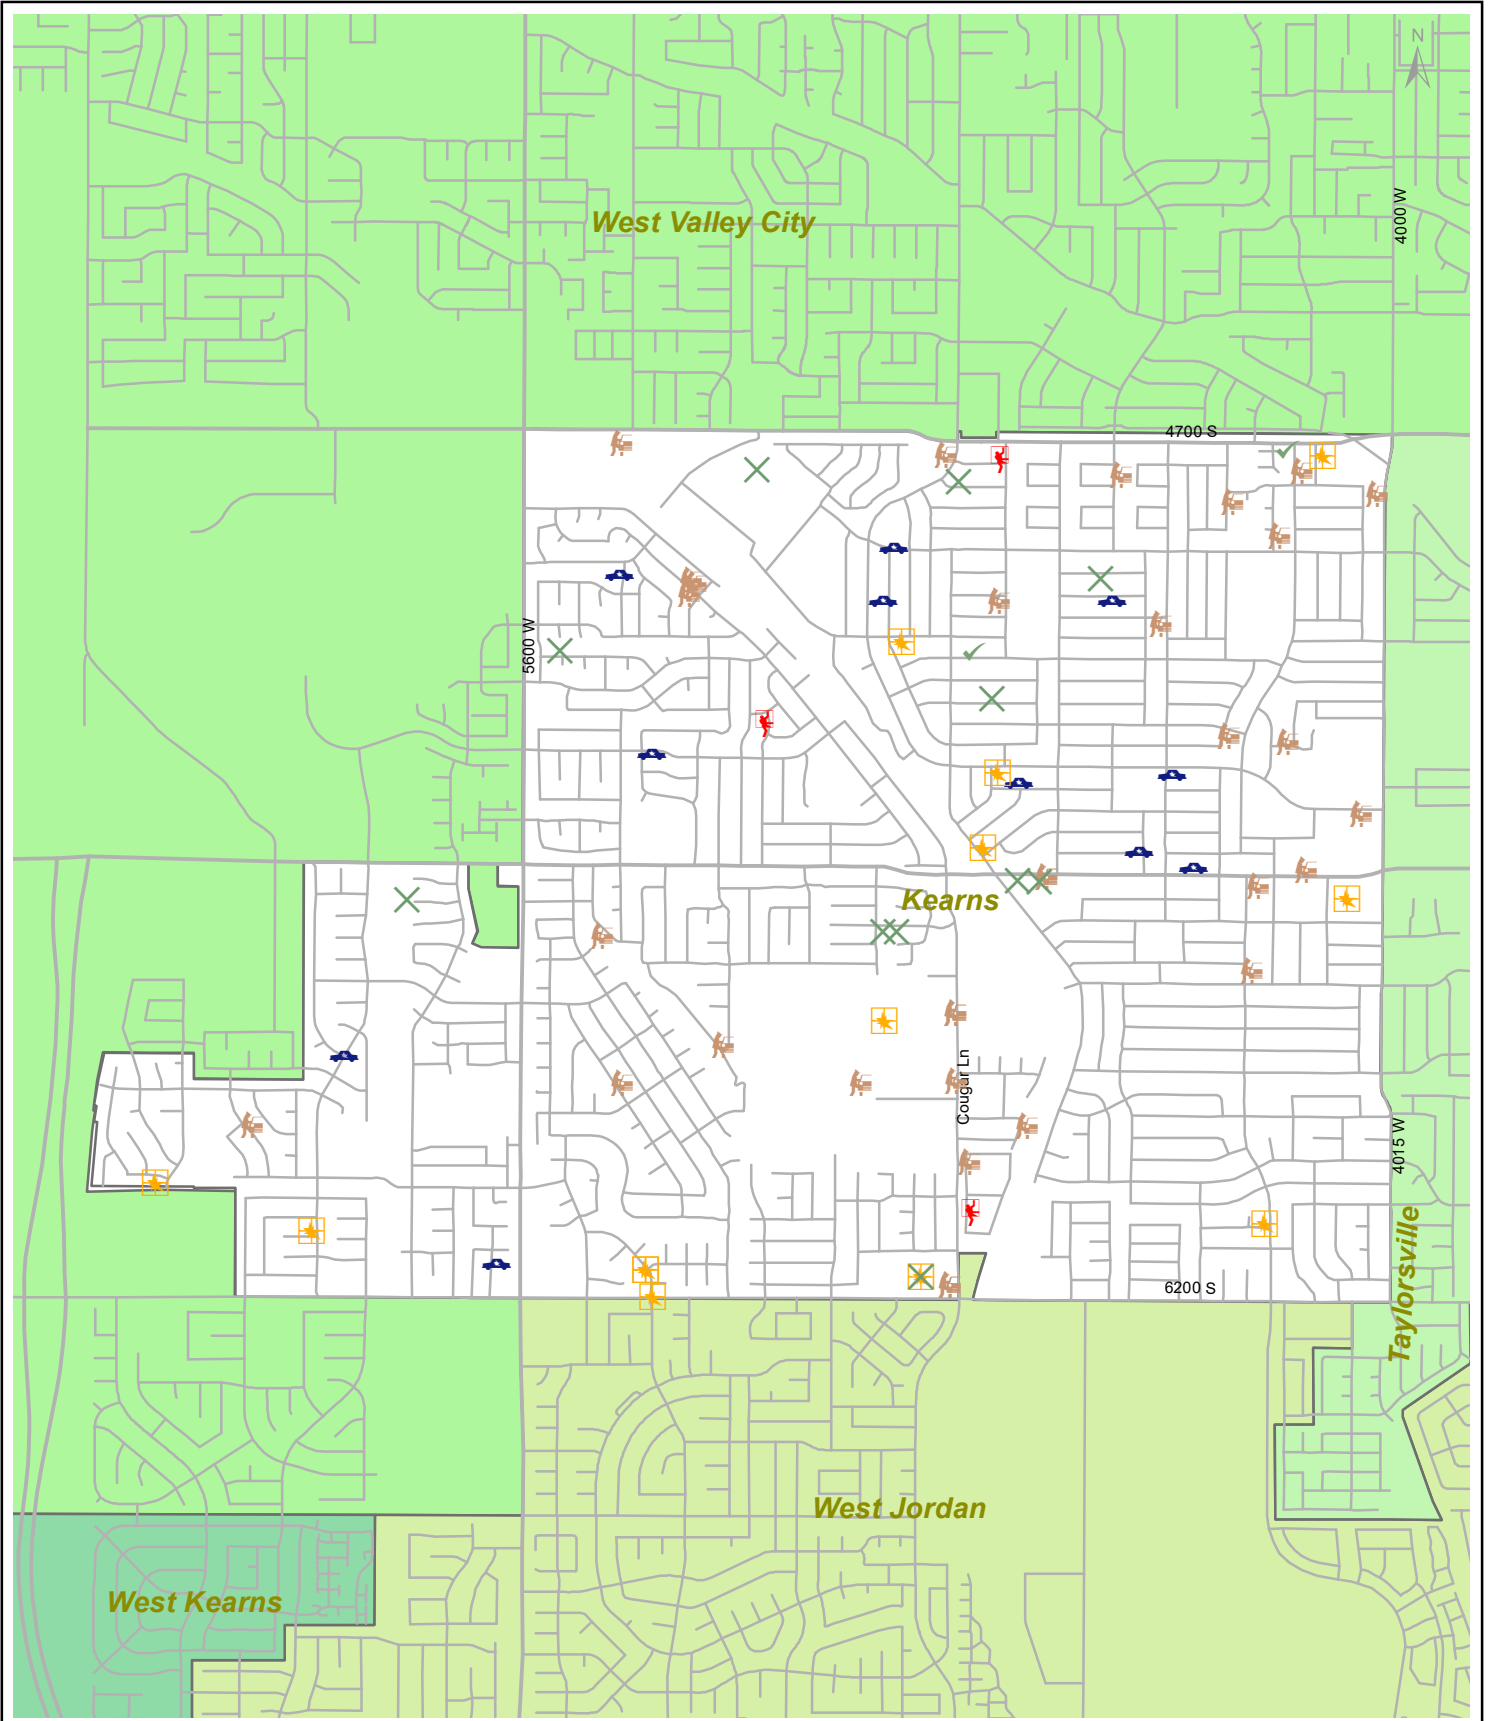 N
4000 W
West Valley City
4700 S
5600 W
Kearns
Cougar Ln
4015 W
Taylorsville
6200 S
West Jordan
West Kearns